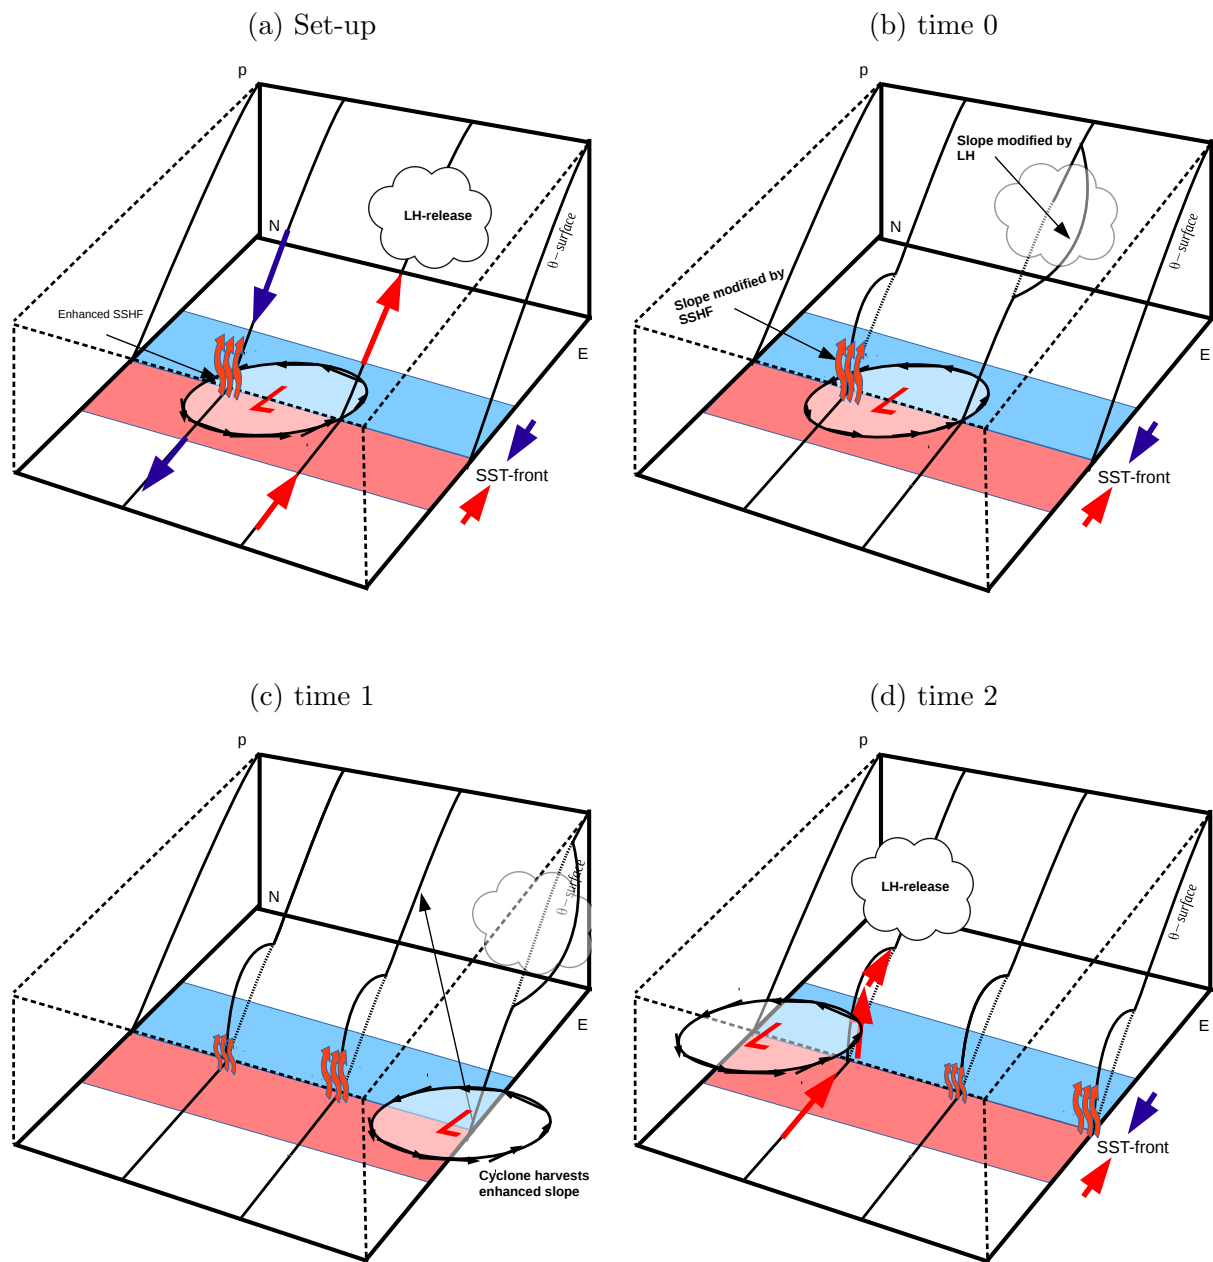 (a) Set-up
p
LH-release
N
θ – surface
Enhanced SSHF
E
L
SST-front
(b) time 0
p
Slope modified by
LH
N
θ – surface
Slope modified by
SSHF
E
L
SST-front
(c) time 1
p
θ – surface
N
E
L
Cyclone harvests
enhanced slope
(d) time 2
p
LH-release
N
θ – surface
E
L
SST-front